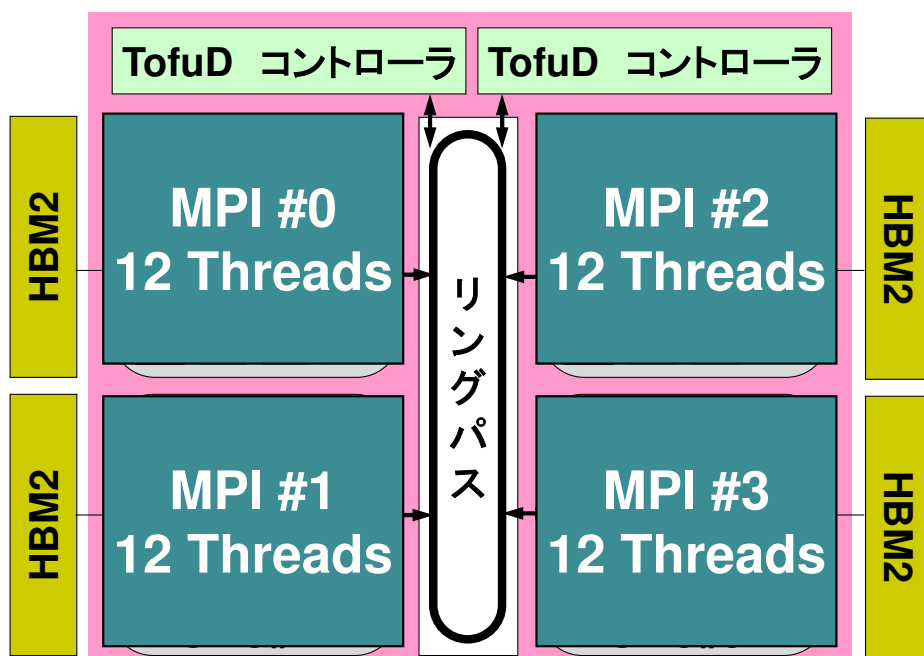 TofuD コントローラ
TofuD コントローラ
HBM2
MPI #0
12 Threads
リングパス
MPI #2
12 Threads
HBM2
HBM2
MPI #1
12 Threads
MPI #3
12 Threads
HBM2